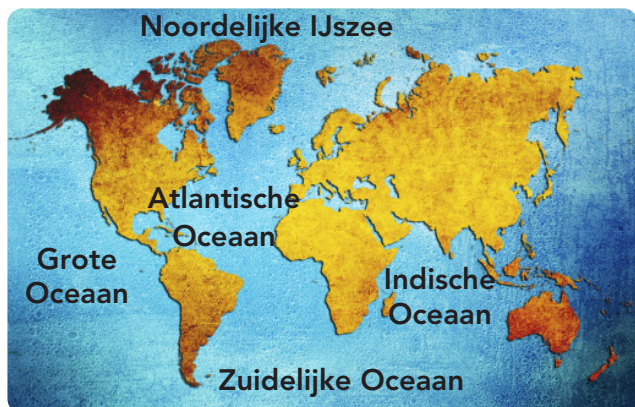 Noordelijke IJszee
Atlantische
Oceaan
Grote
Oceaan
Indische
Oceaan
Zuidelijke Oceaan